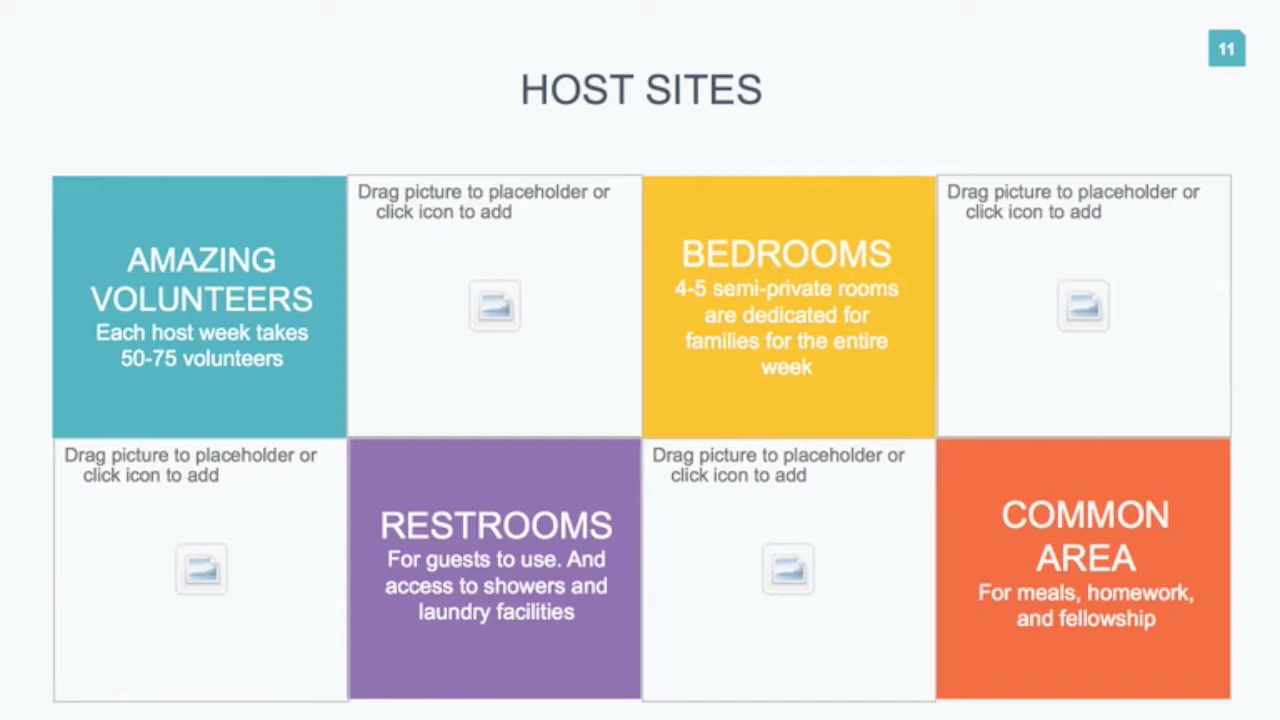 11
HOST SITES
AMAZING
VOLUNTEERS
Each host week takes
50-75 volunteers
Drag picture to placeholder or
click icon to add
BEDROOMS
4-5 semi-private rooms
are dedicated for
families for the entire
week
Drag picture to placeholder or
click icon to add
Drag picture to placeholder or
click icon to add
RESTROOMS
For guests to use. And
access to showers and
laundry facilities
Drag picture to placeholder or
click icon to add
COMMON
AREA
For meals, homework,
and fellowship